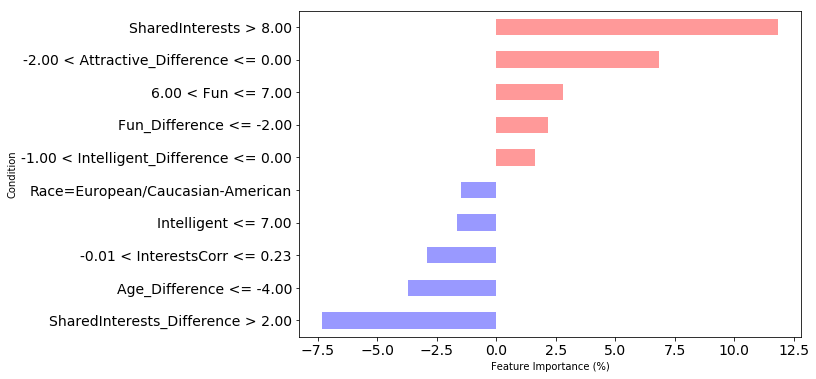 SharedInterests > 8.00
-2.00 < Attractive_Difference <= 0.00
6.00 < Fun <= 7.00
Fun_Difference <= -2.00
-1.00 < Intelligent_Difference <= 0.00
Race=European/Caucasian-American
Intelligent <= 7.00
-0.01 < InterestsCorr <= 0.23
Age_Difference <= -4.00
SharedInterests_Difference > 2.00
Condition
−7.5 −5.0 −2.5 0.0 2.5 5.0 7.5 10.0 12.5
Feature Importance (%)